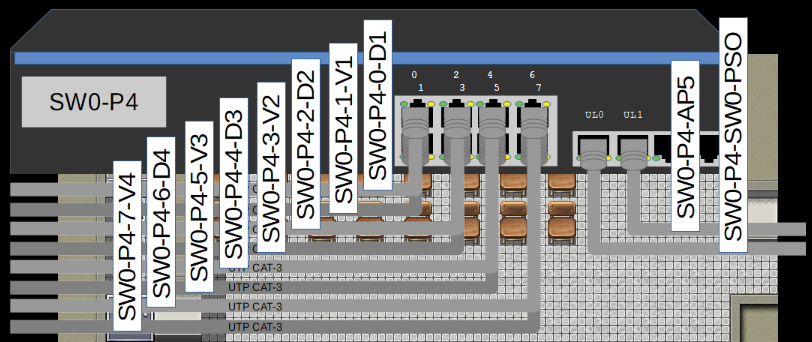 SW0-P4
SW0-P4-7-V4
SW0-P4-6-D4
SW0-P4-5-V3
SW0-P4-4-D3
SW0-P4-3-V2
SW0-P4-2-D2
SW0-P4-1-V1
SW0-P4-0-D1
0 2 4 6
1 3 5 7
UL0 UL1
SW0-P4-AP5
SW0-P4-SW0-PSO
UTP CAT-3
UTP CAT-3
UTP CAT-3
UTP CAT-3